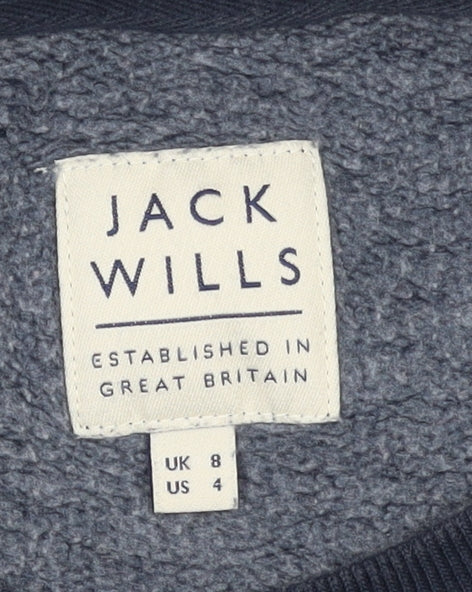 JACK
WILLS
ESTABLISHED IN
GREAT BRITAIN
UK 8
US 4